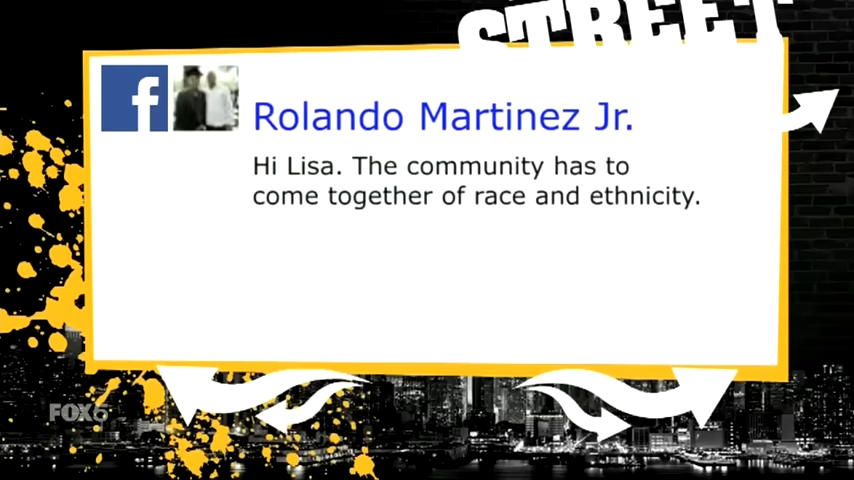 STREET
f
Rolando Martinez Jr.
Hi Lisa. The community has to
come together of race and ethnicity.
FOX6